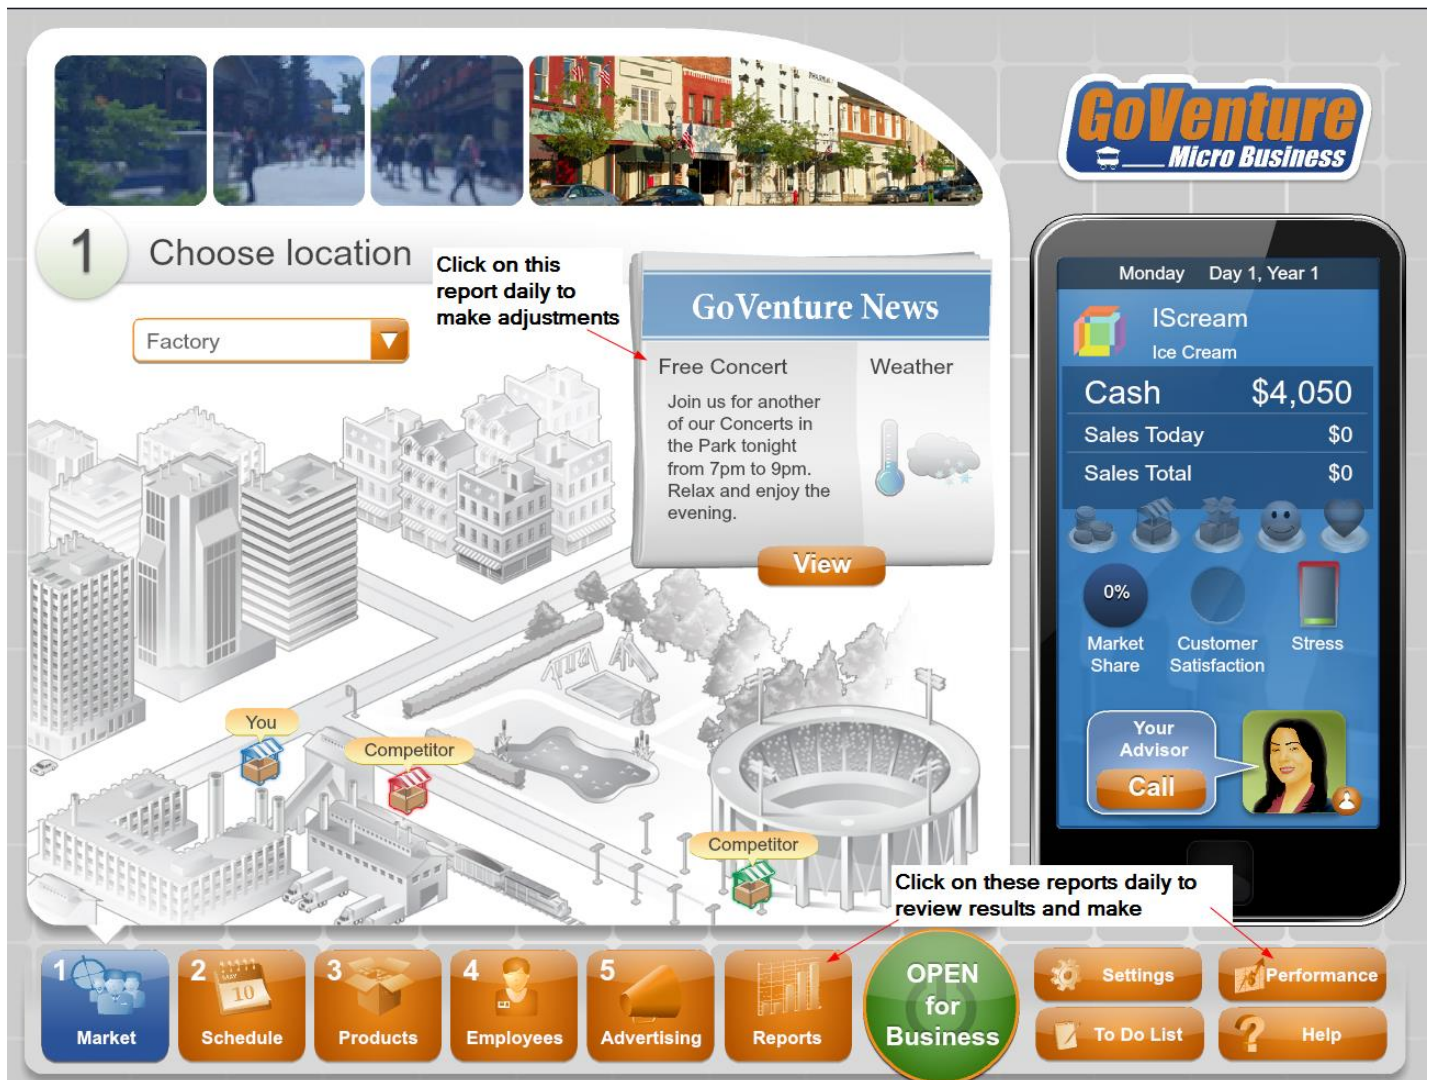 GoVenture
Micro Business
1
Choose location
Click on this
report daily to
make adjustments
Factory
GoVenture News
Free Concert
Join us for another
of our Concerts in
the Park tonight
from 7pm to 9pm.
Relax and enjoy the
evening.
Weather
View
Monday Day 1, Year 1
IScream
Ice Cream
Cash $4,050
Sales Today $0
Sales Total $0
0%
Market
Share
Customer
Satisfaction
Stress
Your
Advisor
Call
You
Competitor
Competitor
Click on these reports daily to
review results and make
1
Market
2
MAY
10
Schedule
3
Products
4
Employees
5
Advertising
Reports
OPEN
for
Business
Settings
Performance
To Do List
Help